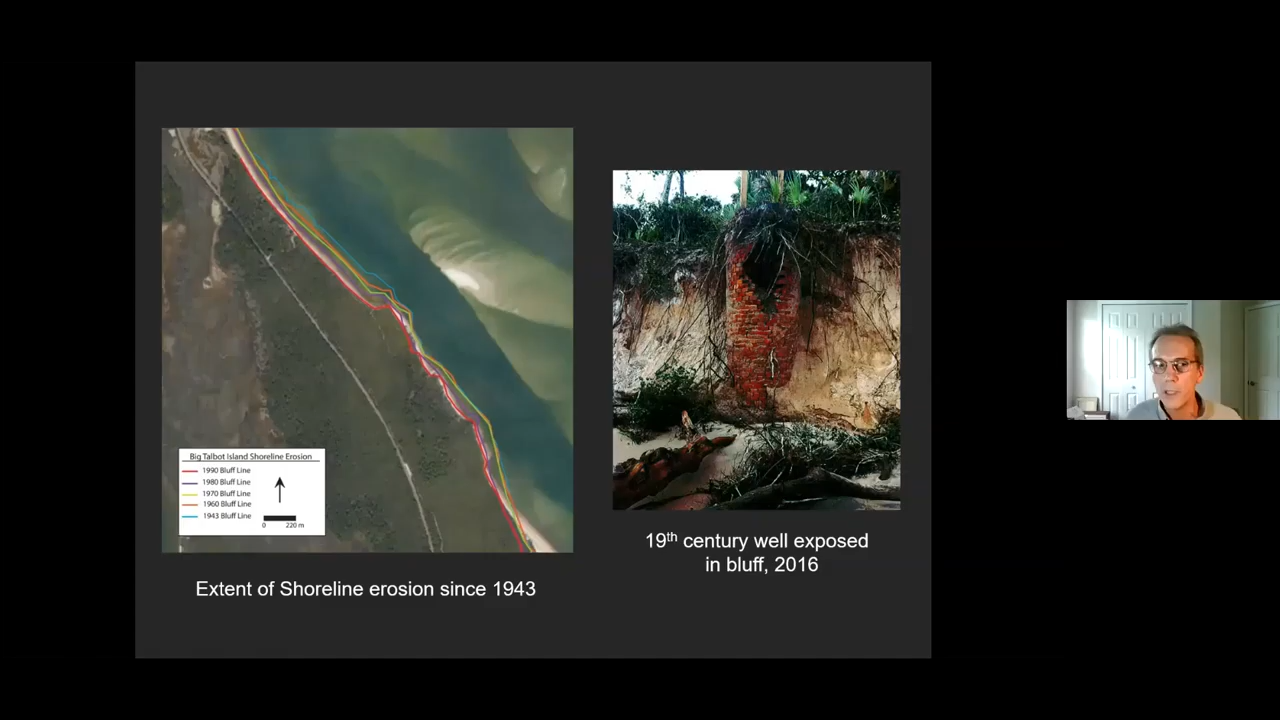 Big Talbot Island Shoreline Erosion
1990 Bluff Line
1980 Bluff Line
1970 Bluff Line
1960 Bluff Line
1943 Bluff Line
0 220 m
Extent of Shoreline erosion since 1943
19th century well exposed
in bluff, 2016